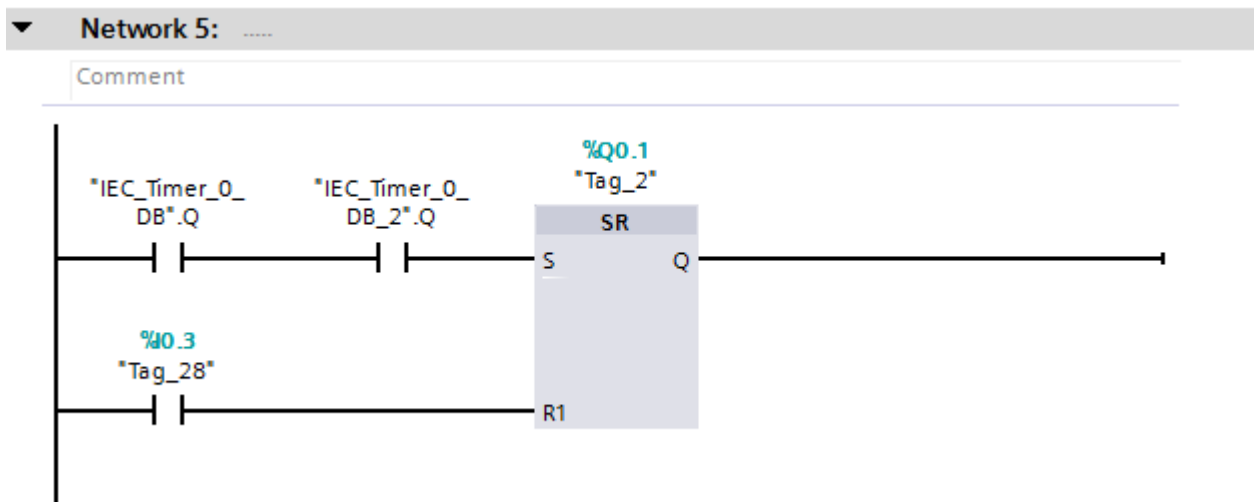 Network 5: .....
Comment
%Q0.1
"Tag_2"
"IEC_Timer_0_
DB".Q
"IEC_Timer_0_
DB_2".Q
SR
S
Q
%I0.3
"Tag_28"
R1